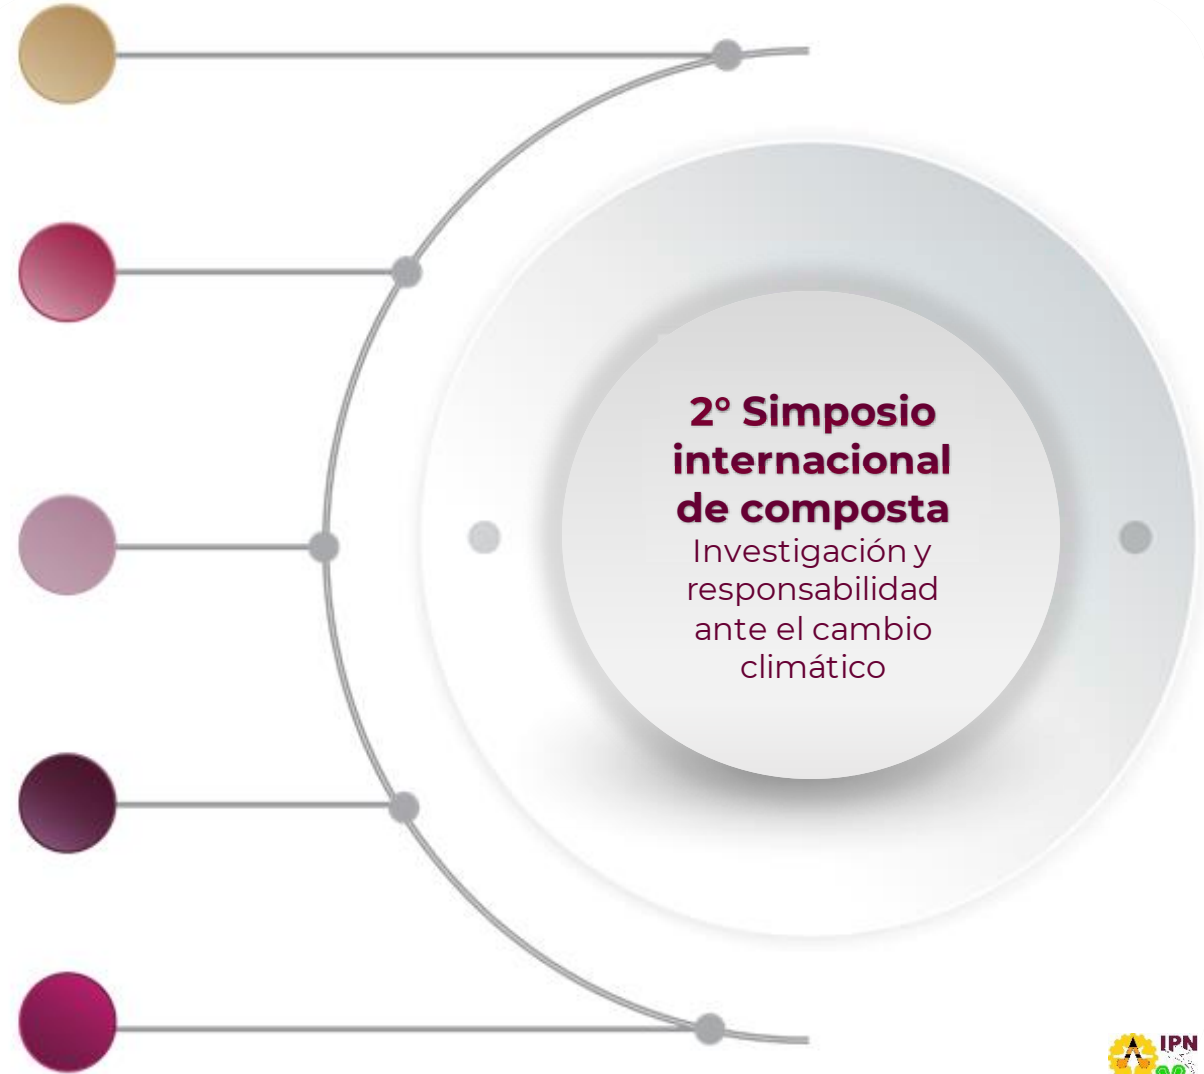 2° Simposio
internacional
de composta
Investigación y
responsabilidad
ante el cambio
climático
IPN